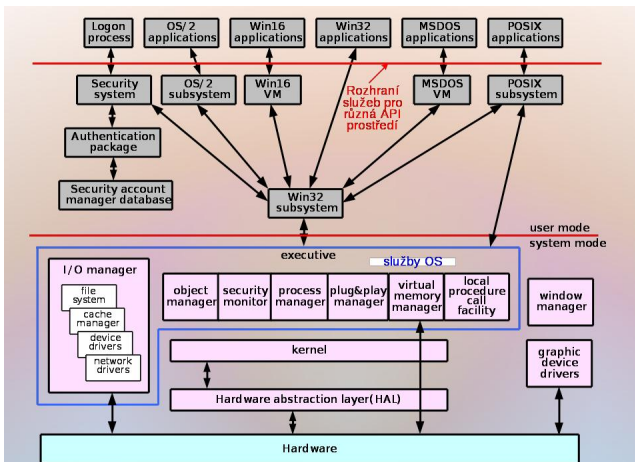 Logon
process
OS/2
applications
Win16
applications
Win32
applications
MSDOS
applications
POSIX
applications
Security
system
OS/2
subsystem
Win16
VM
Rozhraní
služeb pro
různá API
prostředí
MSDOS
VM
POSIX
subsystem
Authentication
package
Security account
manager database
Win32
subsystem
user mode
system mode
executive
služby OS
I/O manager
file
system
cache
manager
device
drivers
network
drivers
object
manager
security
monitor
process
manager
plug&play
manager
virtual
memory
manager
local
procedure
call
facility
window
manager
kernel
graphic
device
drivers
Hardware abstraction layer(HAL)
Hardware